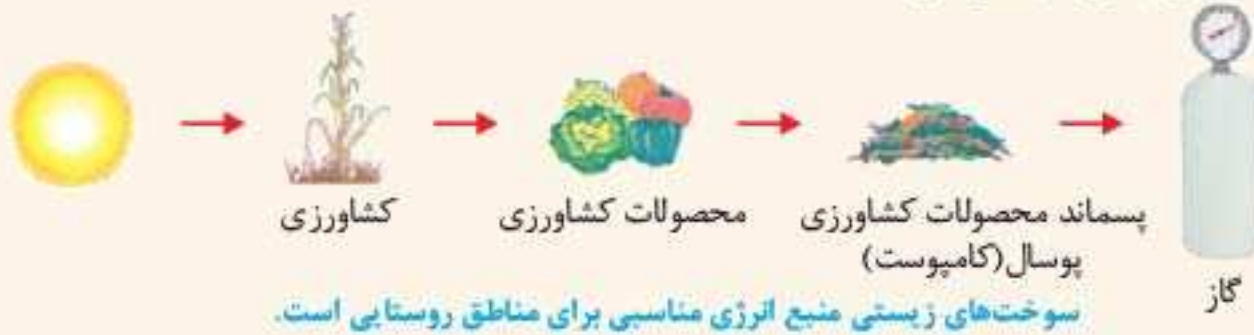 کشاورزی
محصولات کشاورزی
پسماند محصولات کشاورزی
پوسال(کامپوست)
گاز
سوخت‌های زیستی منبع انرژی مناسبی برای مناطق روستایی است.